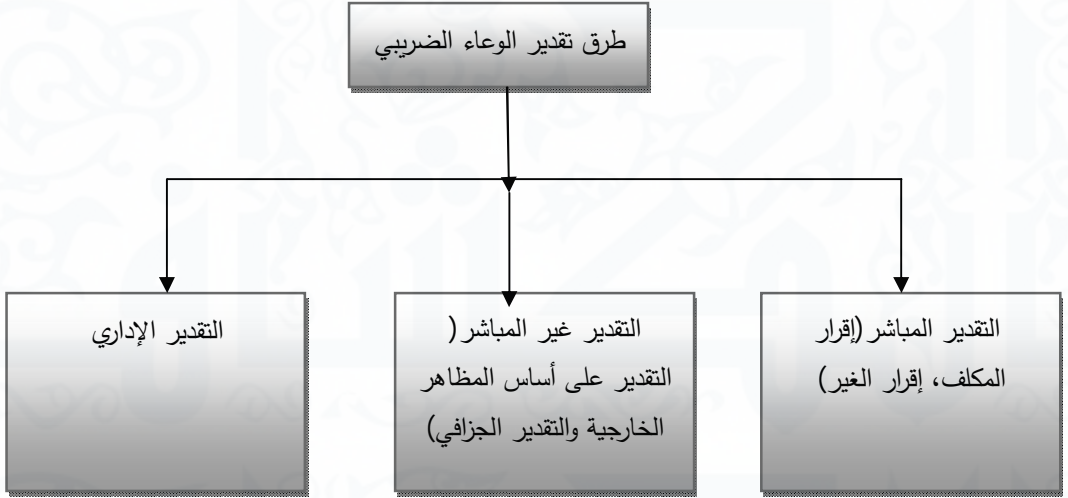 طرق تقدير الوعاء الضريبي
التقدير المباشر (إقرار
المكلف، إقرار الغير)
التقدير غير المباشر (
التقدير على أساس المظاهر
الخارجية والتقدير الجزافي)
التقدير الإداري